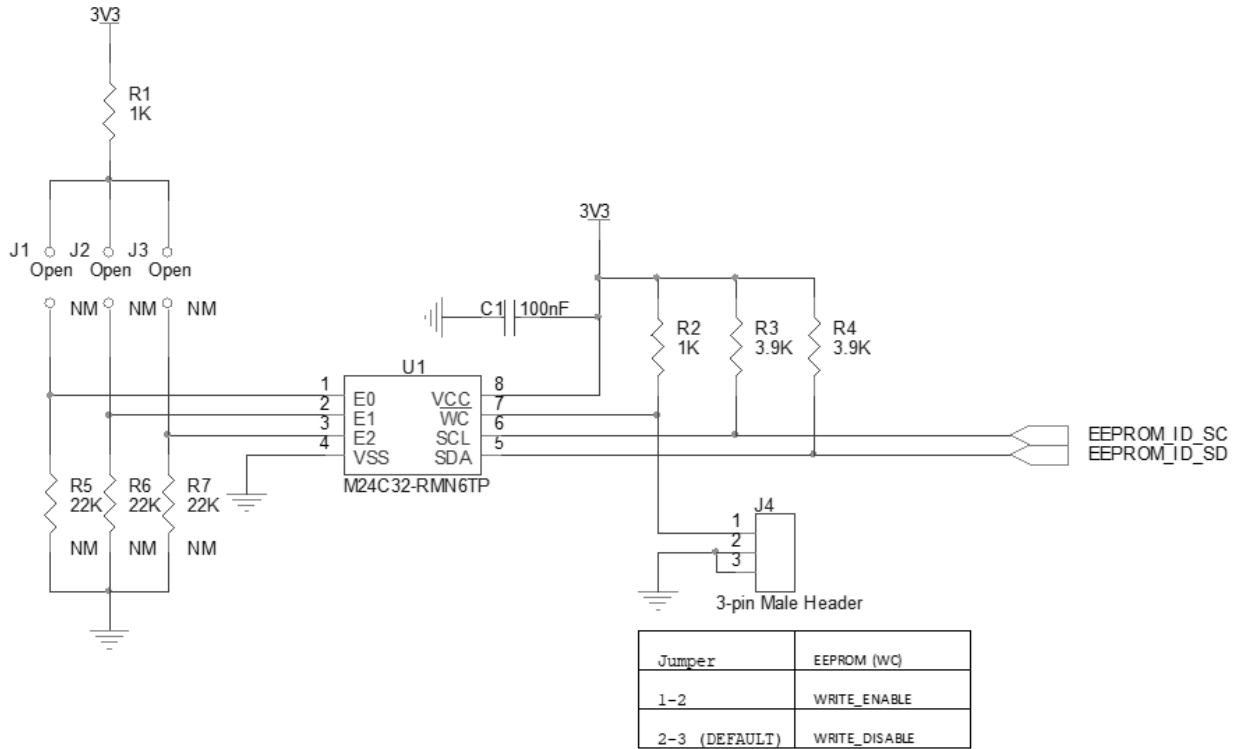 3V3
R1
1K
J1
J2
J3
Open
Open
Open
NM
NM
NM
3V3
C1
100nF
R2
1K
R3
3.9K
R4
3.9K
U1
1
2
3
4
E0
E1
E2
VSS
VCC
WC
SCL
SDA
8
7
6
5
M24C32-RMN6TP
EEPROM_ID_SC
EEPROM_ID_SD
R5
22K
R6
22K
R7
22K
NM
NM
NM
J4
1
2
3
3-pin Male Header
Jumper EEPROM (WC)
1-2 WRITE_ENABLE
2-3 (DEFAULT) WRITE_DISABLE